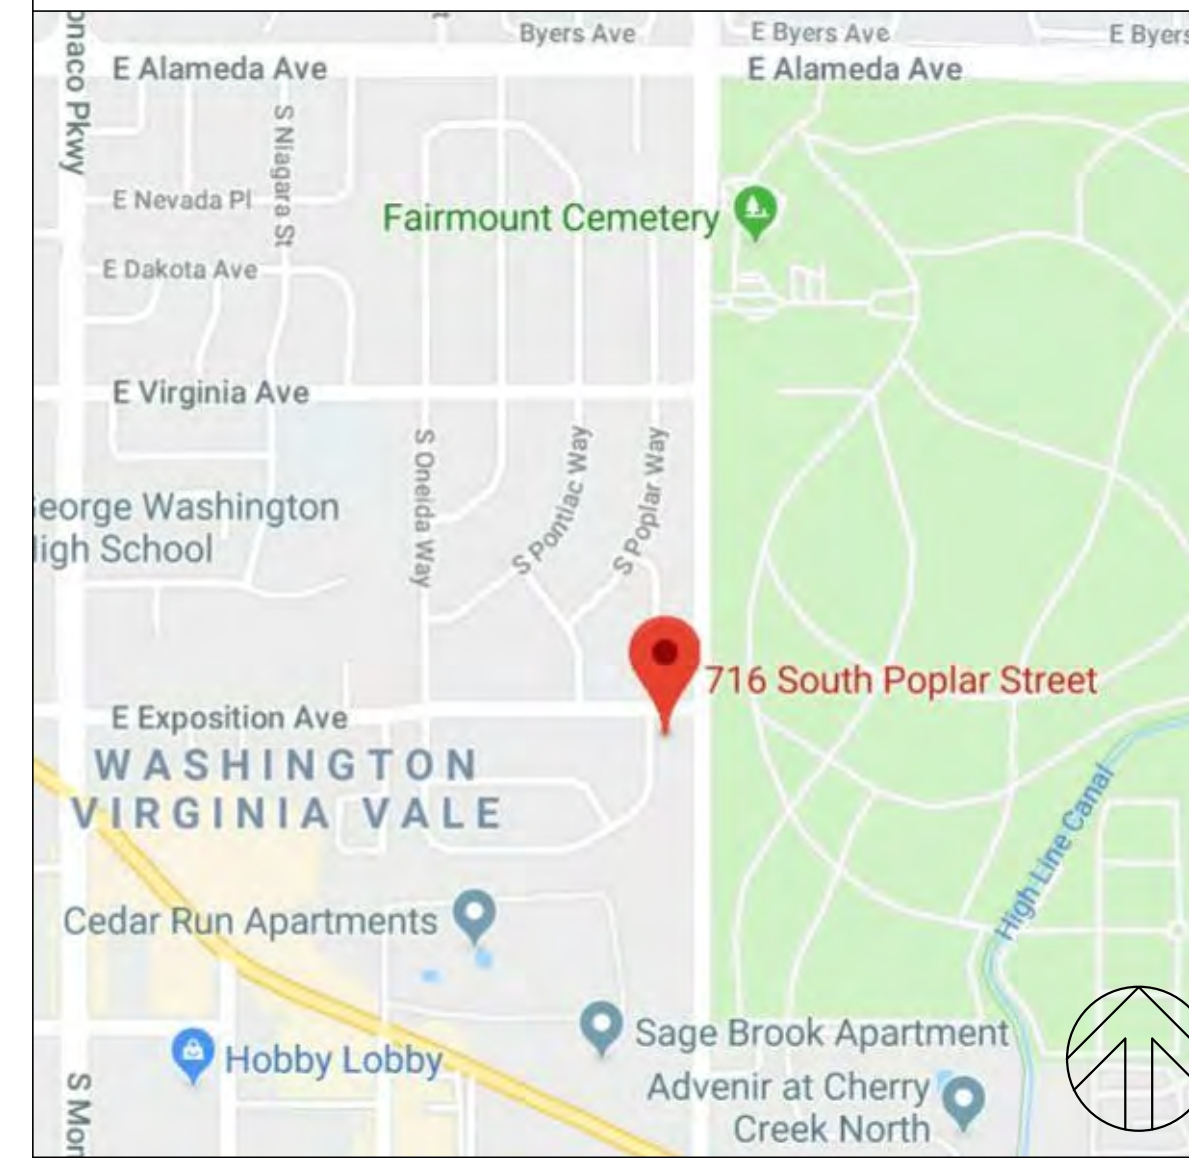 Byers Ave
E Byers Ave
E Byers
E Alameda Ave
E Alameda Ave
onaco Pkwy
S Niagara St
E Nevada Pl
Fairmount Cemetery
E Dakota Ave
E Virginia Ave
S Oneida Way
S Pontiac Way
S Poplar Way
eorge Washington
igh School
716 South Poplar Street
E Exposition Ave
WASHINGTON
VIRGINIA VALE
High Line Canal
Cedar Run Apartments
Sage Brook Apartment
Hobby Lobby
Advenir at Cherry
Creek North
S Mon